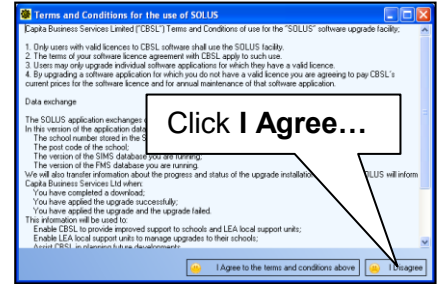 Terms and Conditions for the use of SOLUS
Capita Business Services Limited ("CBSL") Terms and Conditions of use for the "SOLUS" software upgrade facility;
1. Only users with valid licences to CBSL software shall use the SOLUS facility.
2. The terms of your software licence agreement with CBSL apply to such use.
3. Users may only upgrade individual software applications for which they have a valid licence.
4. By upgrading a software application for which you do not have a valid licence you are agreeing to pay CBSL's
current prices for the software licence and for annual maintenance of that software application.
Data exchange
The SOLUS application exchanges
In this version of the application data
The school number stored in the S
The post code of the school;
The version of the SIMS database you are running;
The version of the FMS database you are running.
We will also transfer information about the progress and status of the upgrade installation OLUS will inform
Capita Business Services Ltd when:
You have completed a download;
You have applied the upgrade successfully;
You have applied the upgrade and the upgrade failed.
This information will be used to:
Enable CBSL to provide improved support to schools and LEA local support units;
Enable LEA local support units to manage upgrades to their schools;
Assist CBSL in planning future developments
Click I Agree…
I Agree to the terms and conditions above
I Disagree